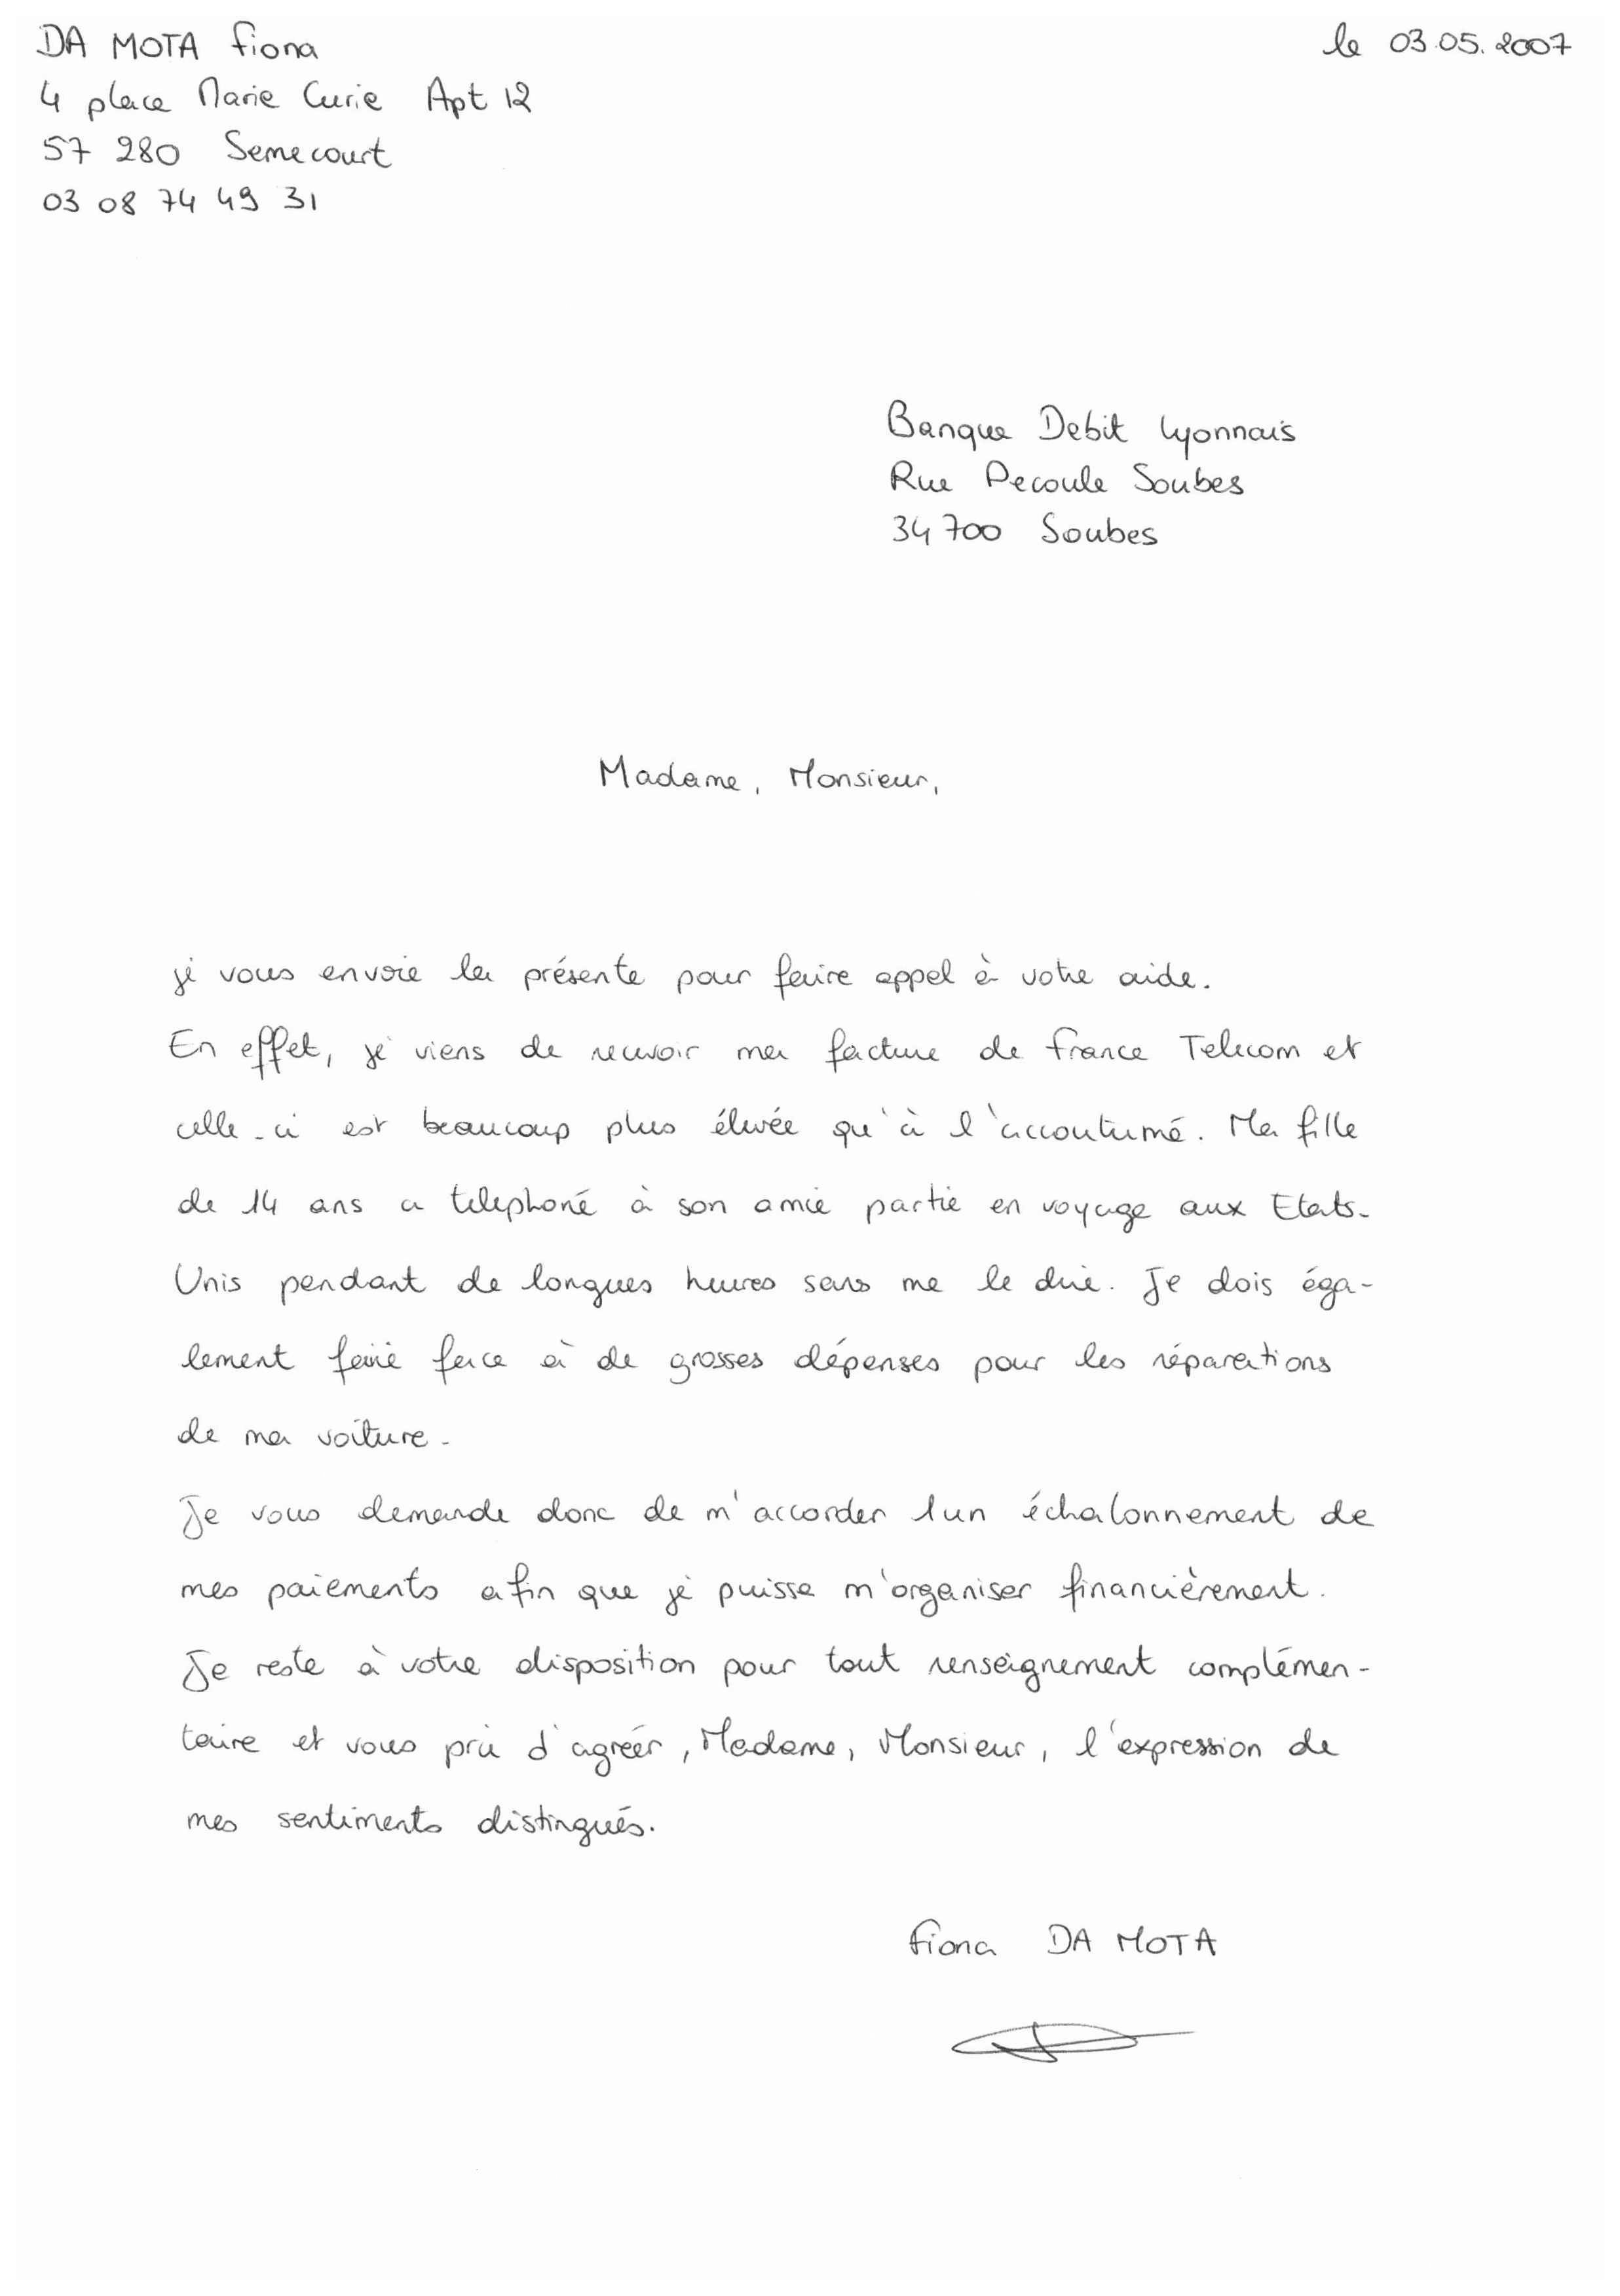 DA MOTA Fiona
le 03.05.2007
4 place Marie Curie Apt 12
57 280 Semecourt
03 08 74 49 31
Banque Debit Lyonnais
Rue Pecoule Soubes
34 700 Soubes
Madame, Monsieur,
je vous envoie la présente pour faire appel à votre aide.
En effet, je viens de recevoir ma facture de France Telecom et
celle-ci est beaucoup plus élevée qu'à l'accoutumé. Ma fille
de 14 ans a telephoné à son amie partie en voyage aux Etats-
Unis pendant de longues heures sans me le dire. Je dois éga-
lement faire face à de grosses dépenses pour les réparations
de ma voiture.
Je vous demande donc de m'accorder l'un échalonnement de
mes paiements afin que je puisse m'organiser financièrement.
Je reste à votre disposition pour tout renseignement complémen-
taire et vous prie d'agréer, Madame, Monsieur, l'expression de
mes sentiments distingués.
Fiona DA MOTA